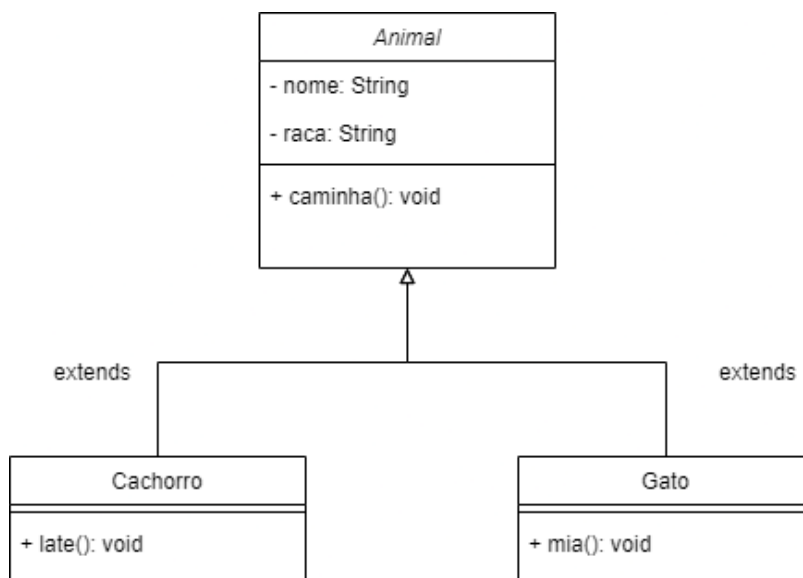 Animal
- nome: String
- raca: String
+ caminha(): void
extends
extends
Cachorro
+ late(): void
Gato
+ mia(): void